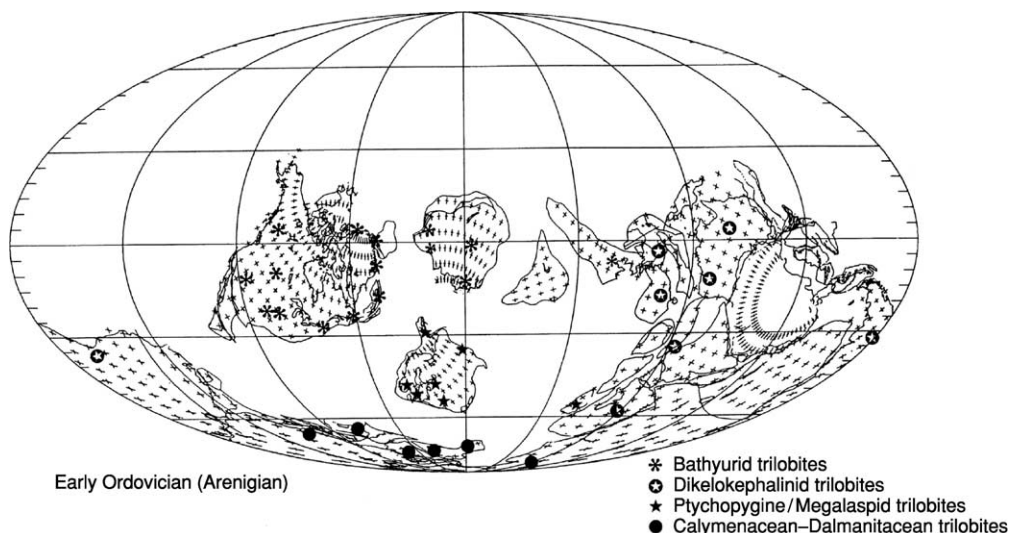 Early Ordovician (Arenigian)
Bathyurid trilobites
Dikelokephalinid trilobites
Ptychopygine/Megalaspid trilobites
Calymenacean–Dalmanitacean trilobites